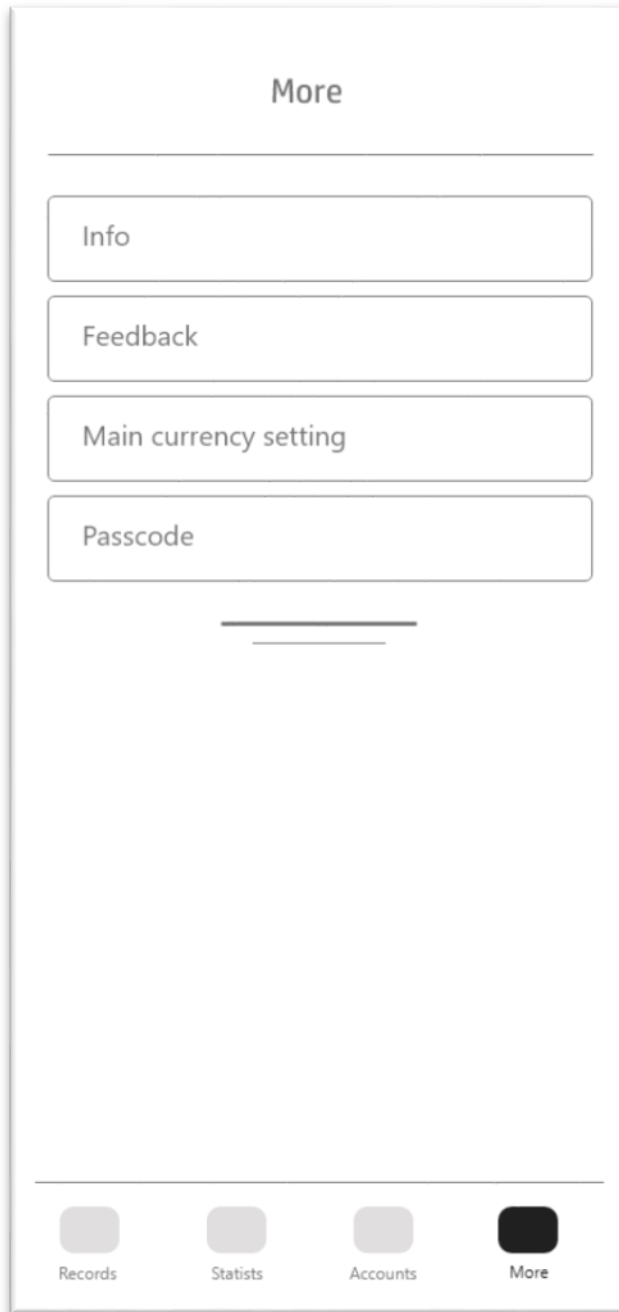 More
Info
Feedback
Main currency setting
Passcode
Records
Statists
Accounts
More